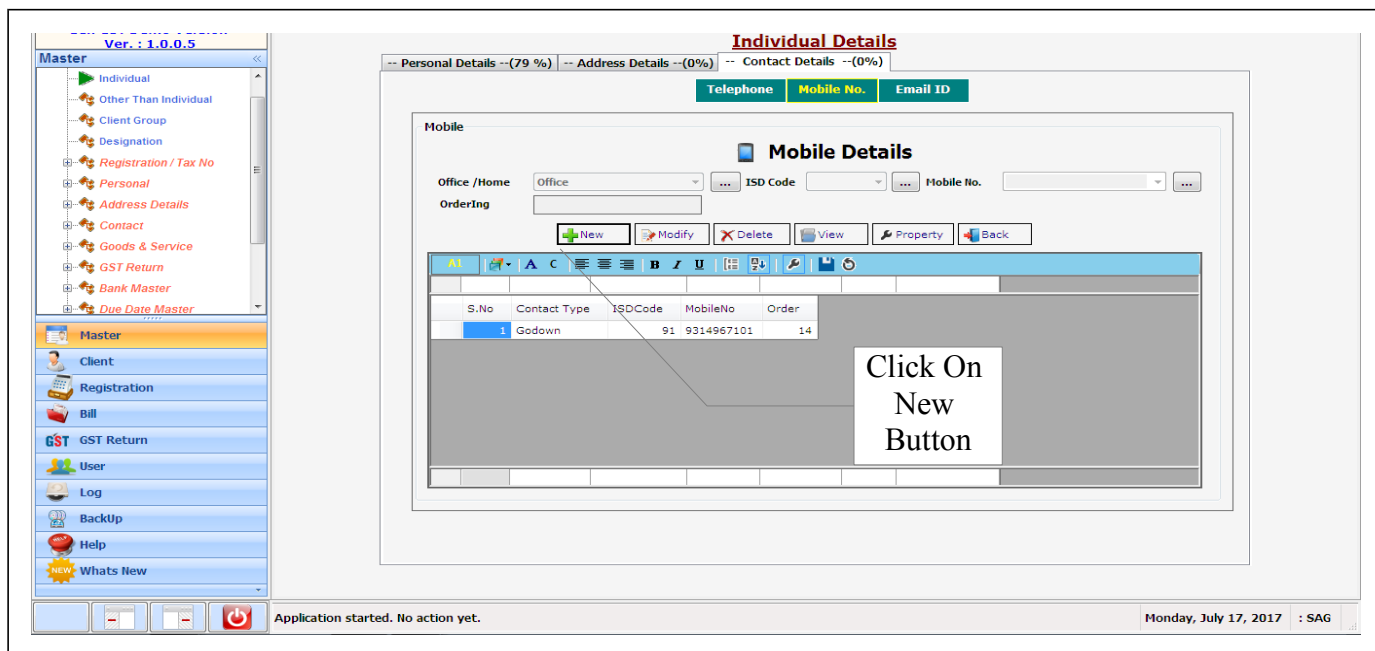 Ver. : 1.0.0.5
Master
Individual
Other Than Individual
Client Group
Designation
Registration / Tax No
Personal
Address Details
Contact
Goods & Service
GST Return
Bank Master
Due Date Master
Master
Client
Registration
Bill
GST GST Return
User
Log
BackUp
HELP Help
NEW Whats New
Individual Details
-- Personal Details --(79 %) -- Address Details --(0%) -- Contact Details --(0%)
Telephone Mobile No. Email ID
Mobile
Mobile Details
Office /Home Office ... ISD Code ... Mobile No. ...
OrderIng
New Modify Delete View Property Back
A1 A C B I U
S.No Contact Type ISDCode MobileNo Order
1 Godown 91 9314967101 14
Click On
New
Button
Application started. No action yet. Monday, July 17, 2017 : SAG